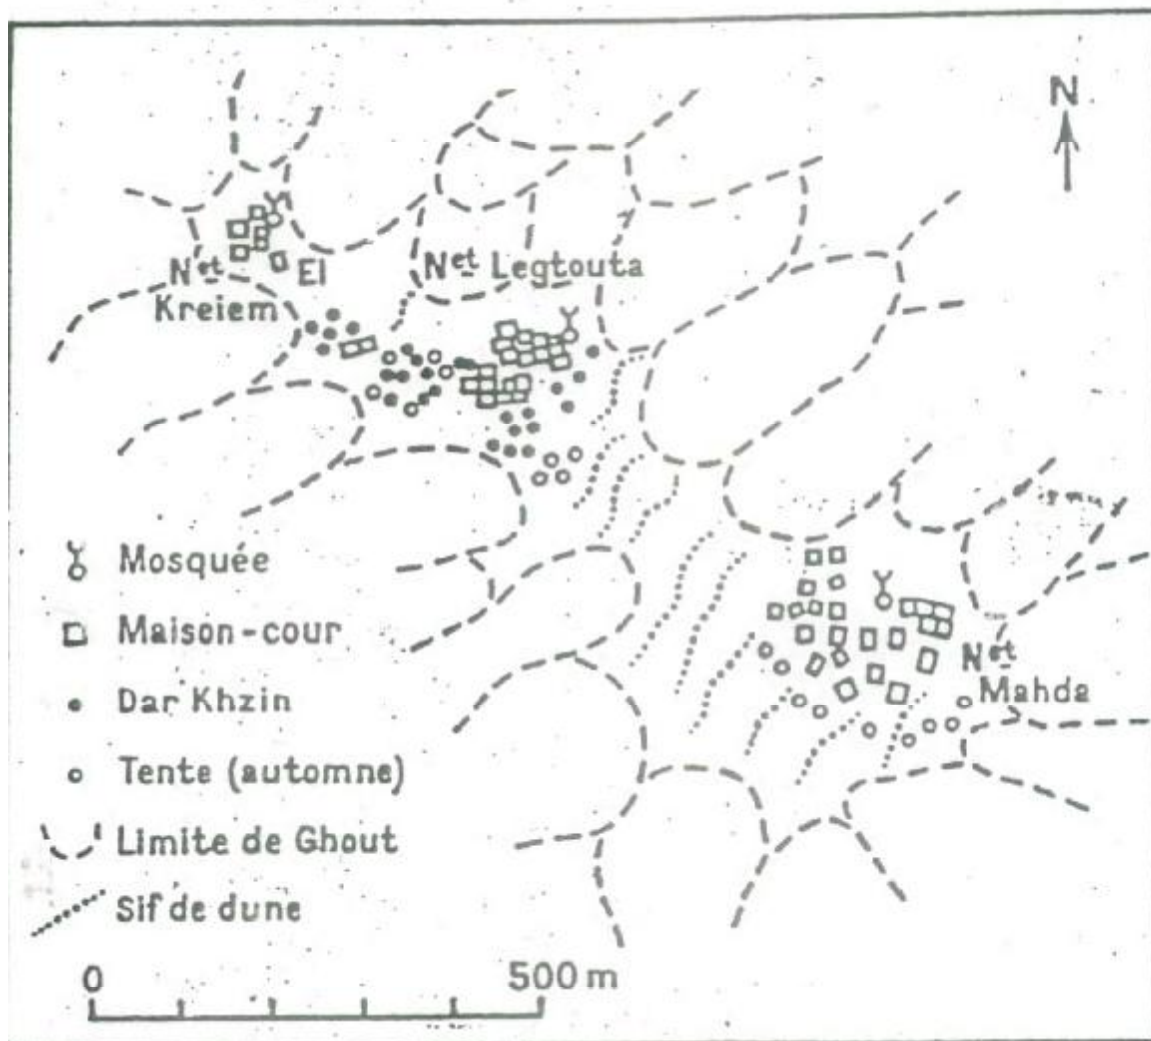 N
Net El
Kreiem
Net Legtouta
Mosquée
Maison-cour
Dar Khzin
Tente (automne)
Limite de Ghout
Sif de dune
Net
Mahda
0 500 m